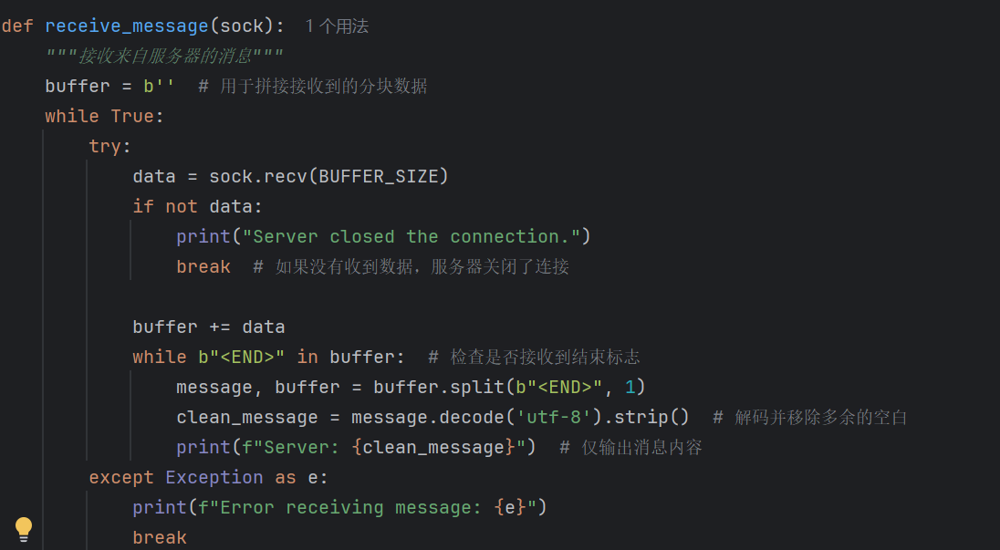 def receive_message(sock):  1 个用法
    """接收来自服务器的消息"""
    buffer = b''  # 用于拼接接收到的分块数据
    while True:
        try:
            data = sock.recv(BUFFER_SIZE)
            if not data:
                print("Server closed the connection.")
                break  # 如果没有收到数据，服务器关闭了连接

            buffer += data
            while b"<END>" in buffer:  # 检查是否接收到结束标志
                message, buffer = buffer.split(b"<END>", 1)
                clean_message = message.decode('utf-8').strip()  # 解码并移除多余的空白
                print(f"Server: {clean_message}")  # 仅输出消息内容
        except Exception as e:
            print(f"Error receiving message: {e}")
            break